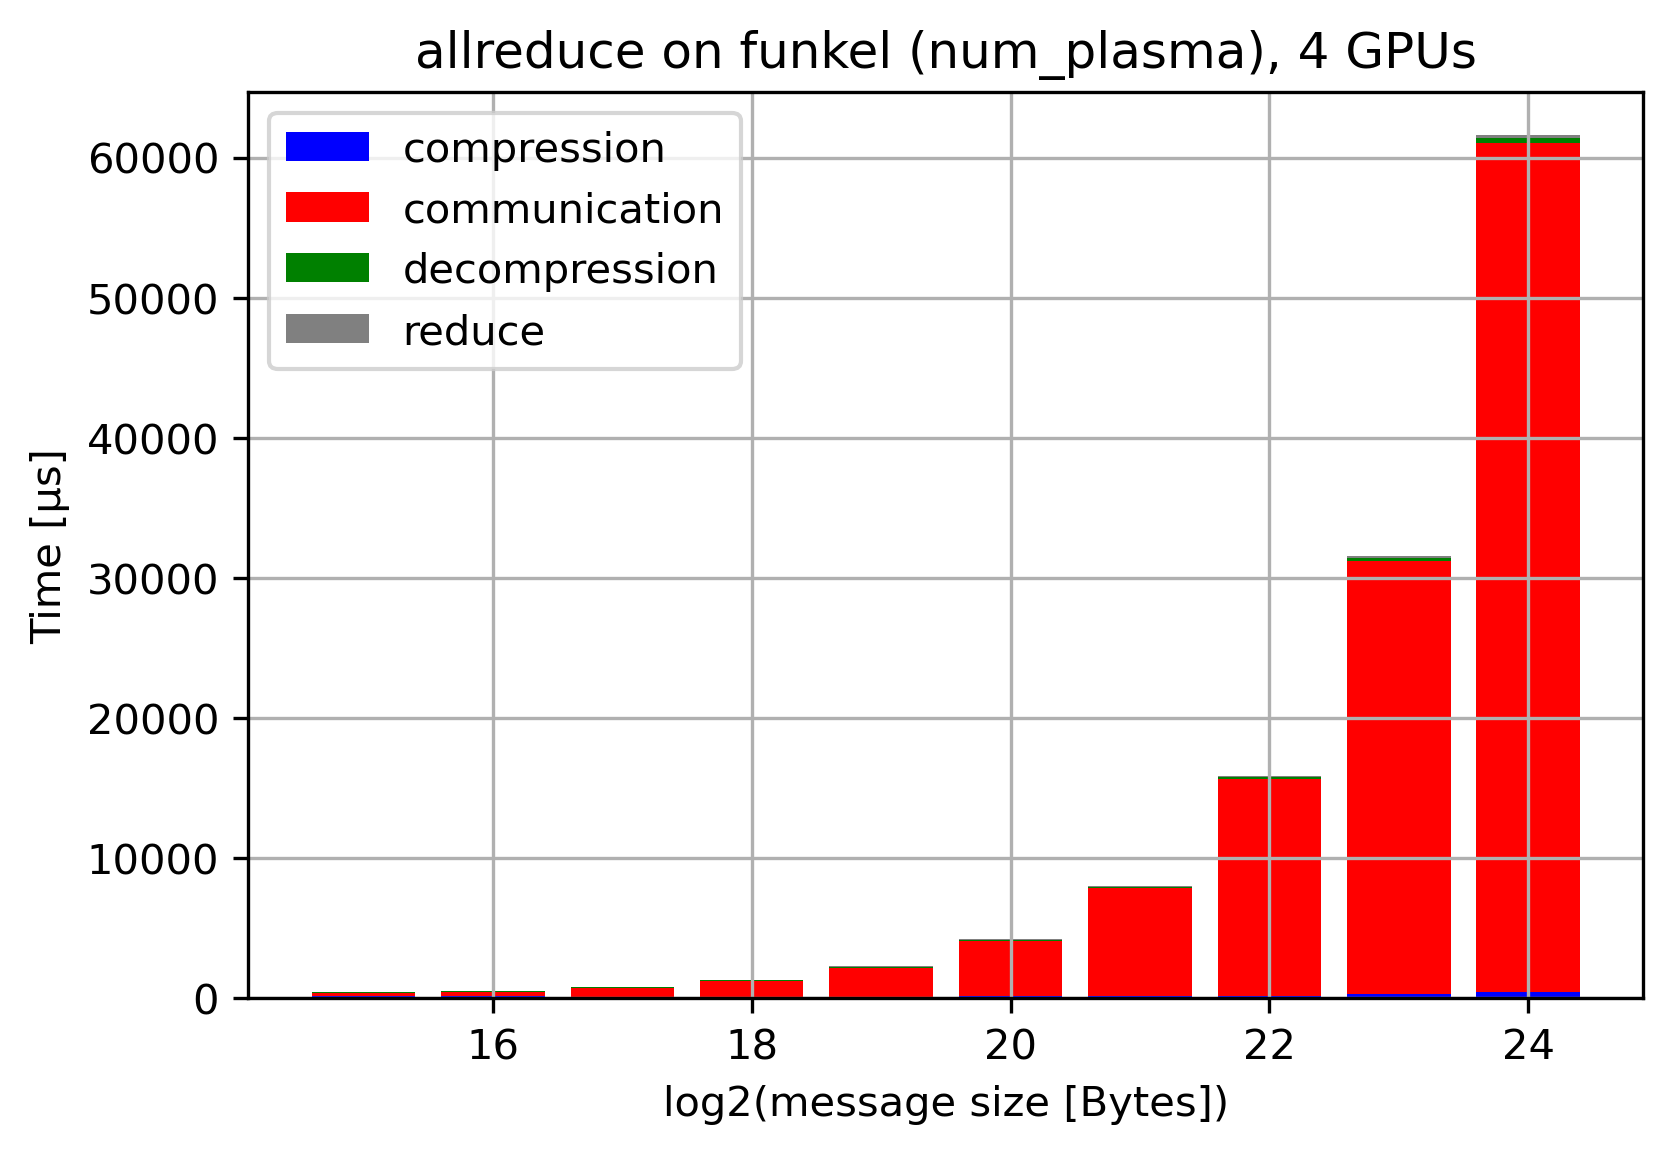 allreduce on funkel (num_plasma), 4 GPUs
compression
communication
decompression
reduce
60000
50000
40000
30000
20000
10000
0
Time [µs]
16 18 20 22 24
log2(message size [Bytes])